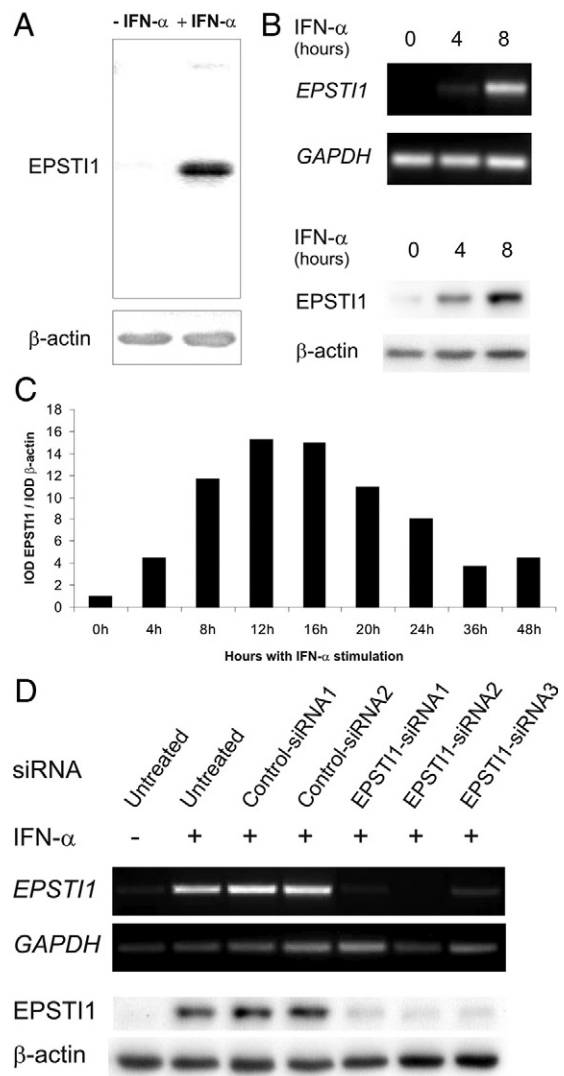 A
- IFN-α + IFN-α
EPSTI1
β-actin
B
IFN-α
(hours)
0 4 8
EPSTI1
GAPDH
IFN-α
(hours)
0 4 8
EPSTI1
β-actin
C
IOD EPSTI1 / IOD β-actin
18
16
14
12
10
8
6
4
2
0
0h 4h 8h 12h 16h 20h 24h 36h 48h
Hours with IFN-α stimulation
D
siRNA
Untreated
Untreated
Control-siRNA1
Control-siRNA2
EPSTI1-siRNA1
EPSTI1-siRNA2
EPSTI1-siRNA3
IFN-α - + + + + + +
EPSTI1
GAPDH
EPSTI1
β-actin